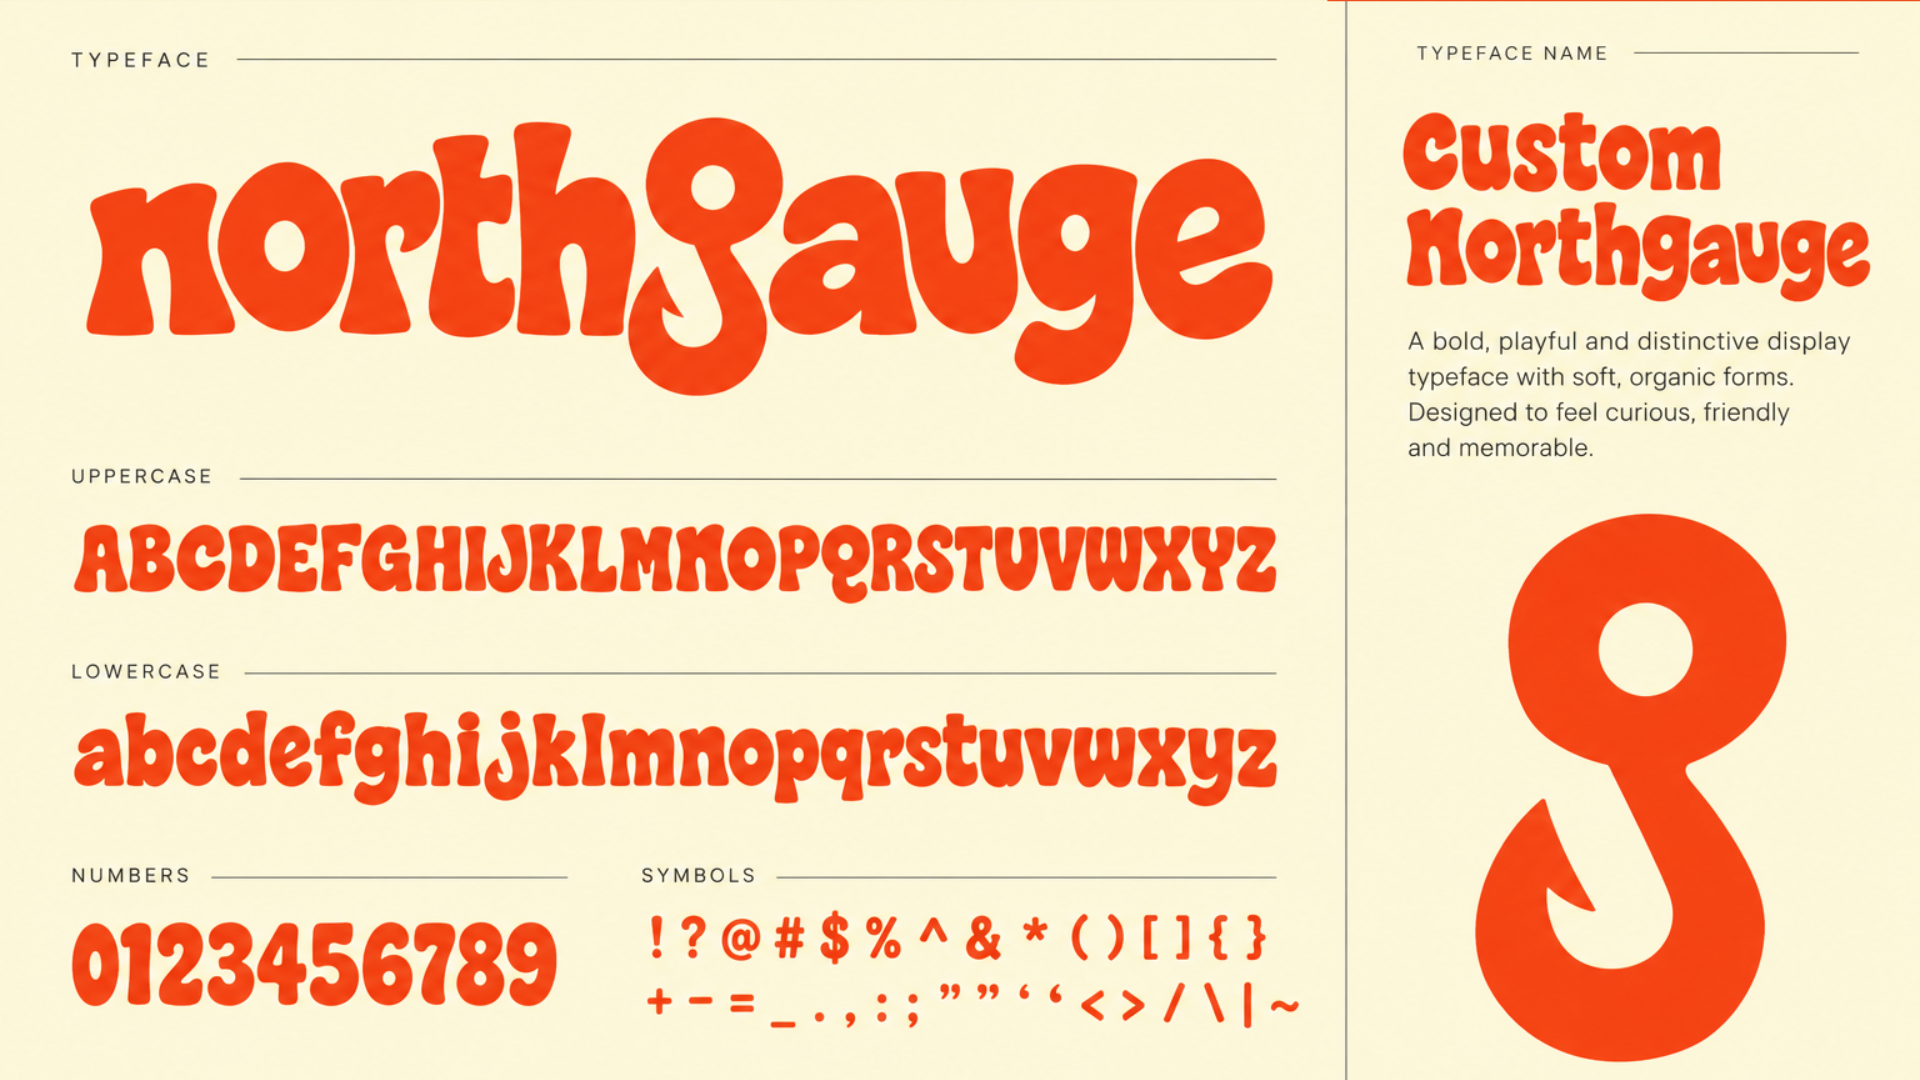 TYPEFACE
northgauge
UPPERCASE
ABCDEFGHIJKLMNOPQRSTUVWXYZ
LOWERCASE
abcdefghijklmnopqrstuvwxyz
NUMBERS
0123456789
SYMBOLS
! ? @ # $ % ^ & * ( ) [ ] { }
+ - = _ . , : ; ” ” ‘ ‘ < > / \ | ~
TYPEFACE NAME
Custom
Northgauge
A bold, playful and distinctive display
typeface with soft, organic forms.
Designed to feel curious, friendly
and memorable.
g